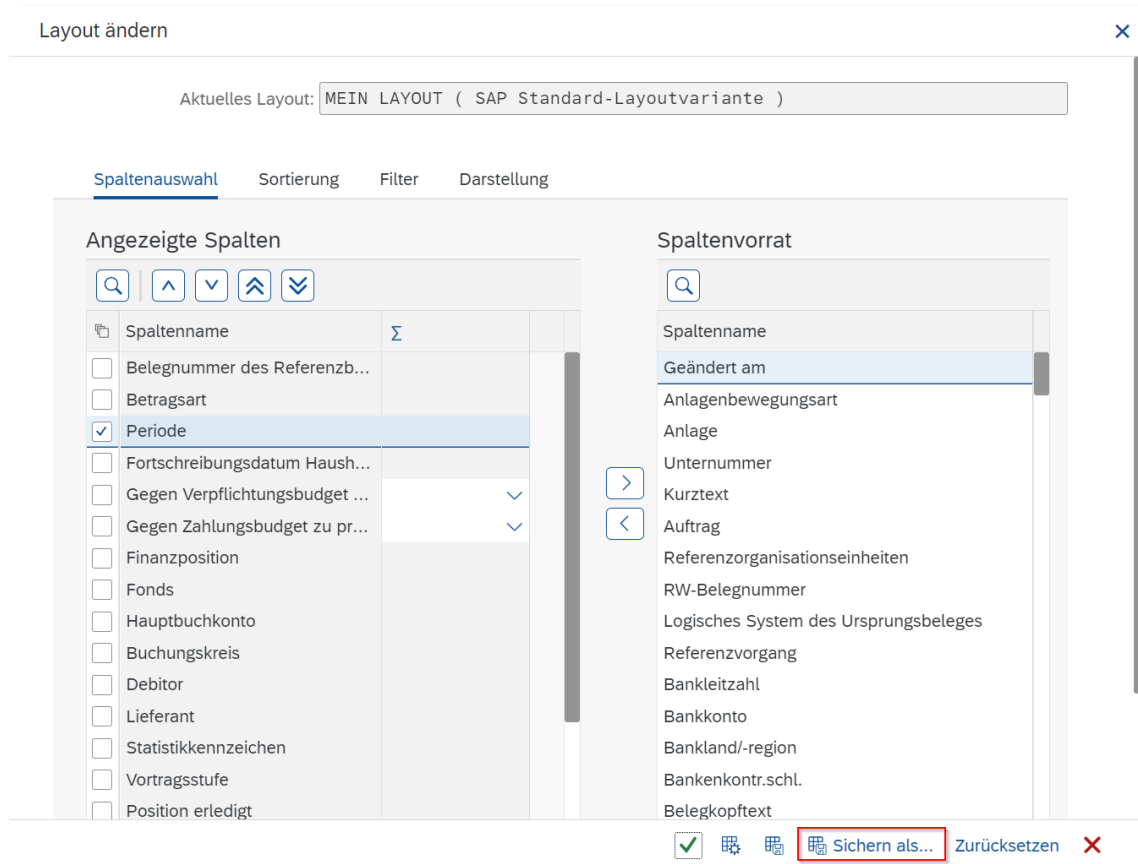 Layout ändern
Aktuelles Layout: MEIN LAYOUT ( SAP Standard-Layoutvariante )
Spaltenauswahl Sortierung Filter Darstellung
Angezeigte Spalten
Spaltenname Σ
Belegnummer des Referenzb...
Betragsart
Periode
Fortschreibungsdatum Haush...
Gegen Verpflichtungsbudget ...
Gegen Zahlungsbudget zu pr...
Finanzposition
Fonds
Hauptbuchkonto
Buchungskreis
Debitor
Lieferant
Statistikkennzeichen
Vortragsstufe
Position erledigt
Spaltenvorrat
Spaltenname
Geändert am
Anlagenbewegungsart
Anlage
Unternummer
Kurztext
Auftrag
Referenzorganisationseinheiten
RW-Belegnummer
Logisches System des Ursprungsbeleges
Referenzvorgang
Bankleitzahl
Bankkonto
Bankland/-region
Bankenkontr.schl.
Belegkopftext
Sichern als... Zurücksetzen